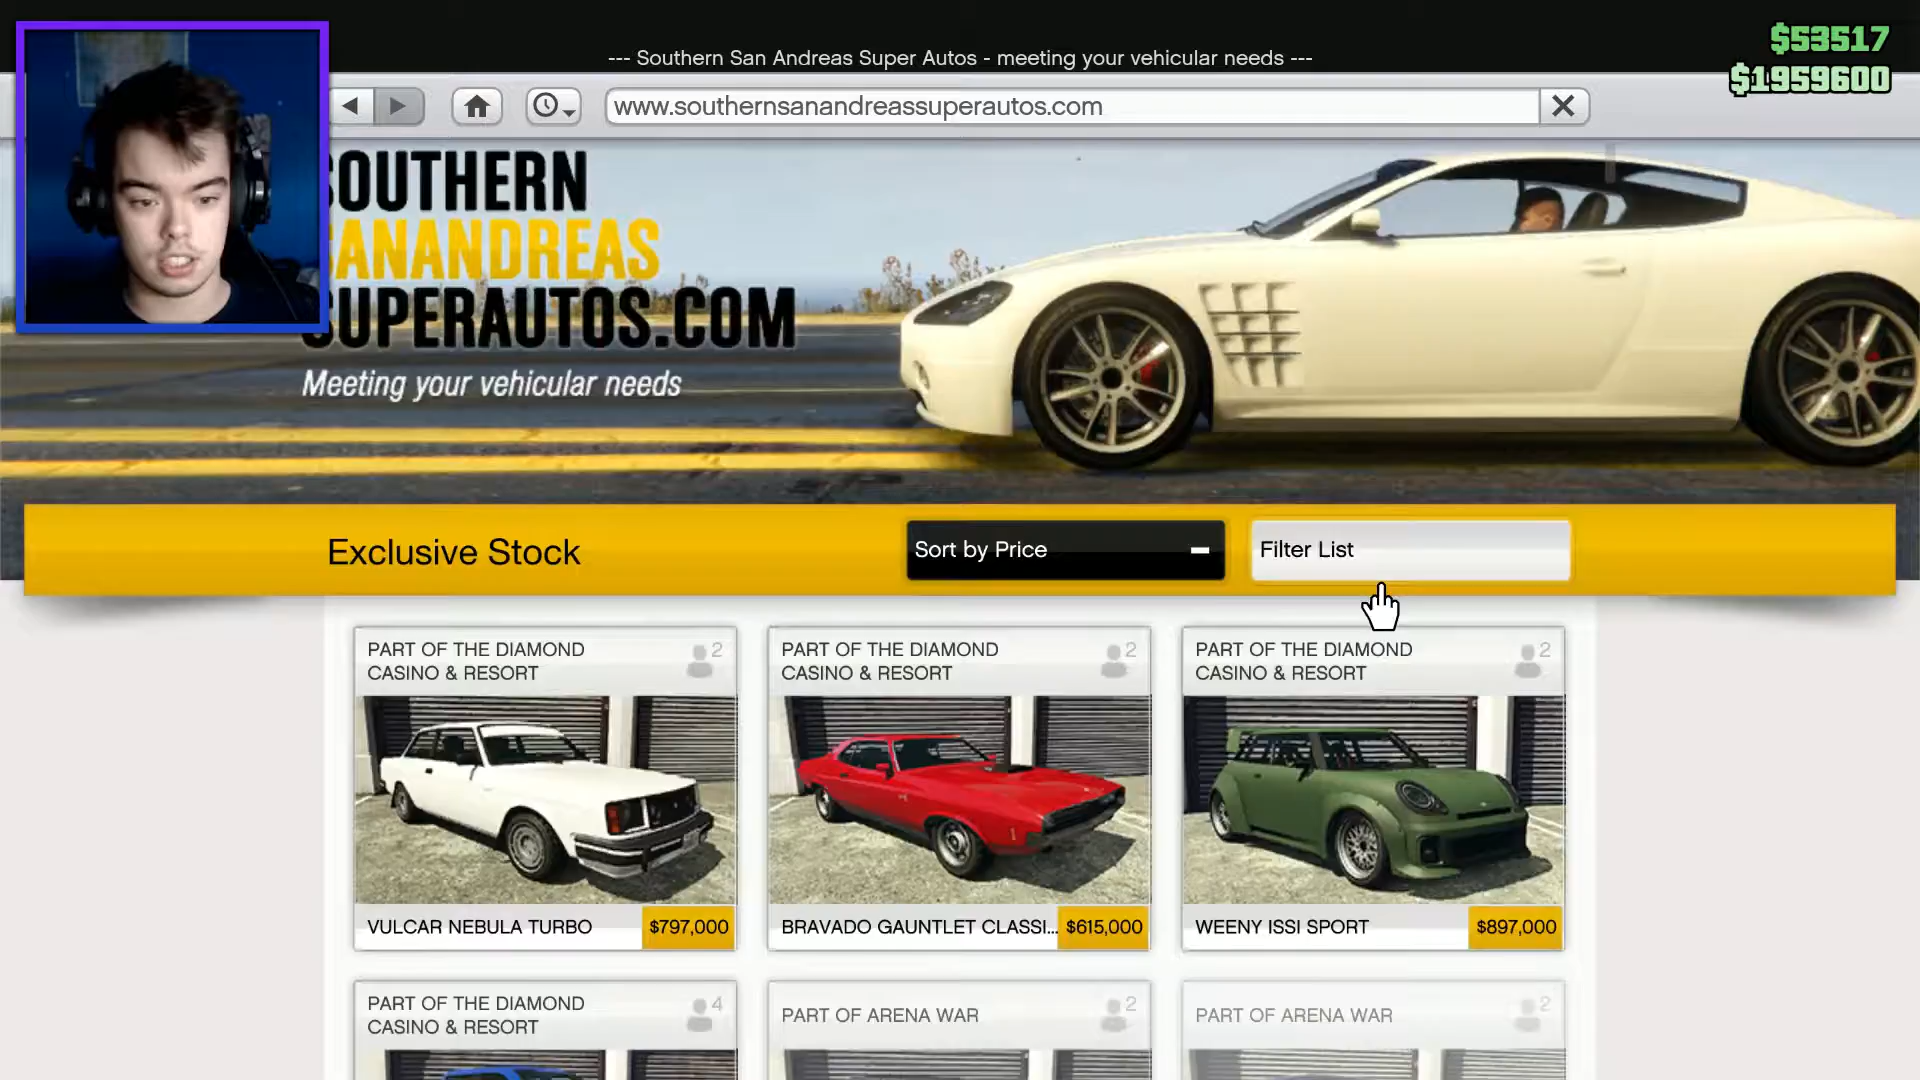 --- Southern San Andreas Super Autos - meeting your vehicular needs ---
$53517
$1959600
www.southernsanandreassuperautos.com
SOUTHERN
SANANDREAS
SUPERAUTOS.COM
Meeting your vehicular needs
Exclusive Stock
Sort by Price
Filter List
PART OF THE DIAMOND
CASINO & RESORT
2
VULCAR NEBULA TURBO
$797,000
PART OF THE DIAMOND
CASINO & RESORT
2
BRAVADO GAUNTLET CLASSI...
$615,000
PART OF THE DIAMOND
CASINO & RESORT
2
WEENY ISSI SPORT
$897,000
PART OF THE DIAMOND
CASINO & RESORT
4
PART OF ARENA WAR
2
PART OF ARENA WAR
2